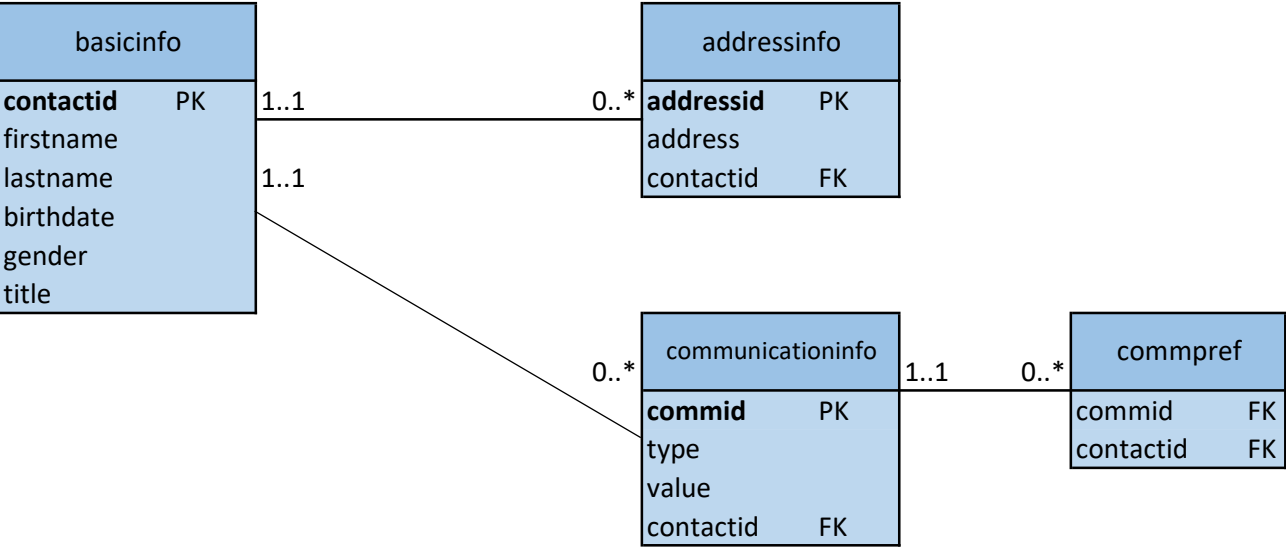 basicinfo
contactid PK
firstname
lastname
birthdate
gender
title
1..1
0..*
1..1
addressinfo
addressid PK
address
contactid FK
0..*
communicationinfo
commid PK
type
value
contactid FK
1..1
0..*
commpref
commid FK
contactid FK